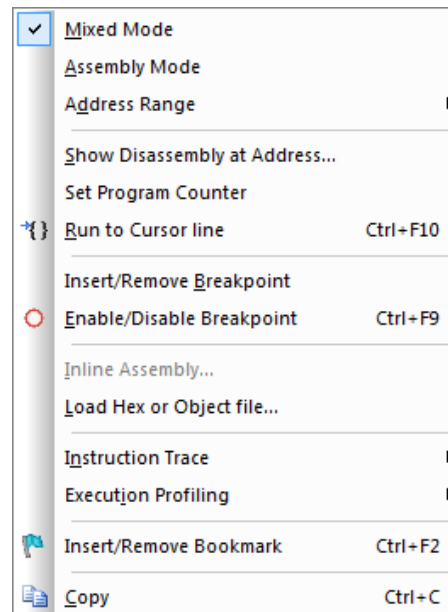 Mixed Mode
Assembly Mode
Address Range
Show Disassembly at Address...
Set Program Counter
Run to Cursor line Ctrl+F10
Insert/Remove Breakpoint
Enable/Disable Breakpoint Ctrl+F9
Inline Assembly...
Load Hex or Object file...
Instruction Trace
Execution Profiling
Insert/Remove Bookmark Ctrl+F2
Copy Ctrl+C